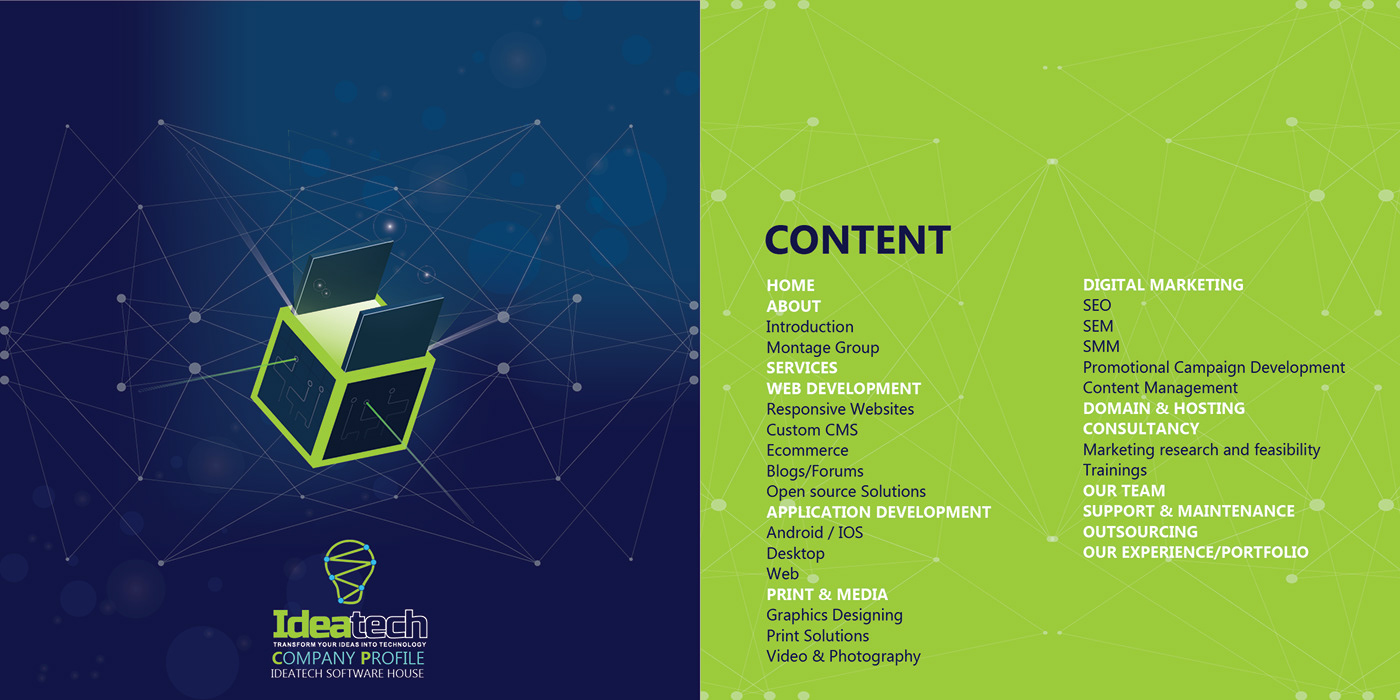 Ideatech
TRANSFORM YOUR IDEAS INTO TECHNOLOGY
COMPANY PROFILE
IDEATECH SOFTWARE HOUSE
CONTENT
HOME
ABOUT
Introduction
Montage Group
SERVICES
WEB DEVELOPMENT
Responsive Websites
Custom CMS
Ecommerce
Blogs/Forums
Open source Solutions
APPLICATION DEVELOPMENT
Android / IOS
Desktop
Web
PRINT & MEDIA
Graphics Designing
Print Solutions
Video & Photography
DIGITAL MARKETING
SEO
SEM
SMM
Promotional Campaign Development
Content Management
DOMAIN & HOSTING
CONSULTANCY
Marketing research and feasibility
Trainings
OUR TEAM
SUPPORT & MAINTENANCE
OUTSOURCING
OUR EXPERIENCE/PORTFOLIO